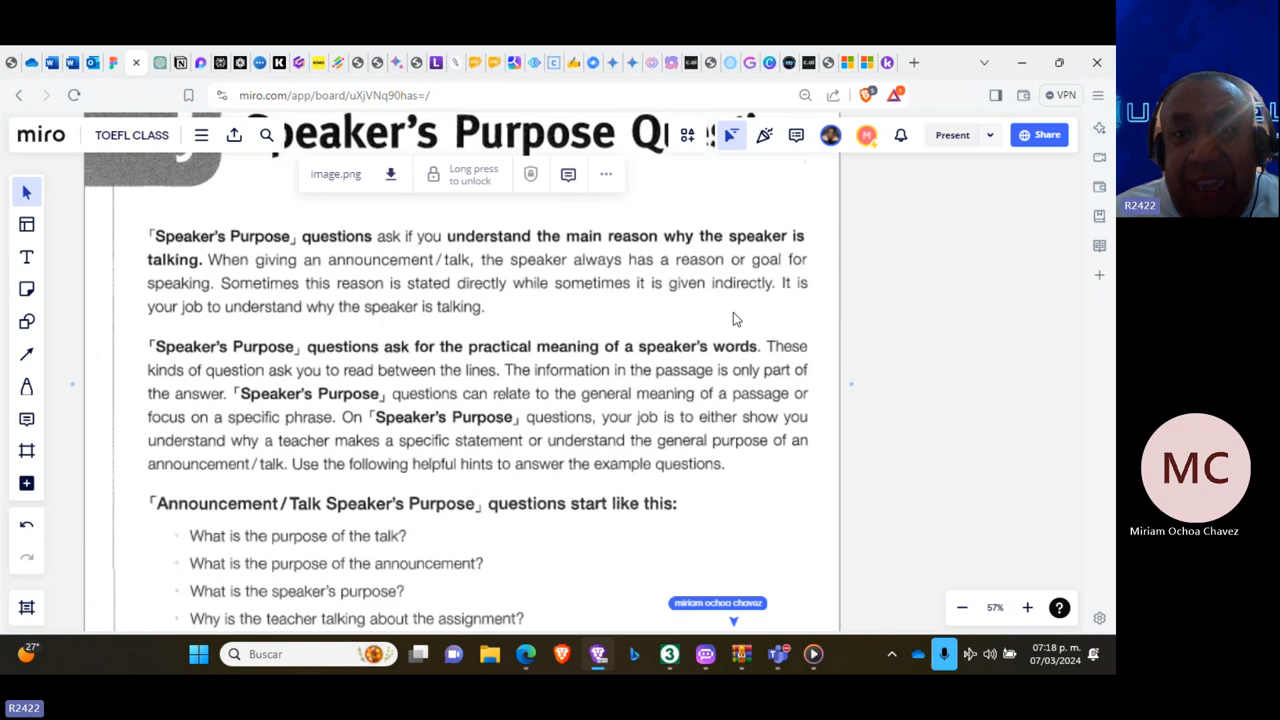 miro.com/app/board/uXjVNq90has=/
VPN
miro
TOEFL CLASS
Speaker's Purpose Questi
Present
Share
image.png
Long press
to unlock
R2422
「Speaker's Purpose」 questions ask if you understand the main reason why the speaker is
talking. When giving an announcement/talk, the speaker always has a reason or goal for
speaking. Sometimes this reason is stated directly while sometimes it is given indirectly. It is
your job to understand why the speaker is talking.
「Speaker's Purpose」 questions ask for the practical meaning of a speaker's words. These
kinds of question ask you to read between the lines. The information in the passage is only part of
the answer. 「Speaker's Purpose」 questions can relate to the general meaning of a passage or
focus on a specific phrase. On 「Speaker's Purpose」 questions, your job is to either show you
understand why a teacher makes a specific statement or understand the general purpose of an
announcement/talk. Use the following helpful hints to answer the example questions.
「Announcement/Talk Speaker's Purpose」 questions start like this:
What is the purpose of the talk?
What is the purpose of the announcement?
What is the speaker's purpose?
Why is the teacher talking about the assignment?
miriam ochoa chavez
57%
MC
Miriam Ochoa Chavez
27°
Buscar
07:18 p. m.
07/03/2024
R2422